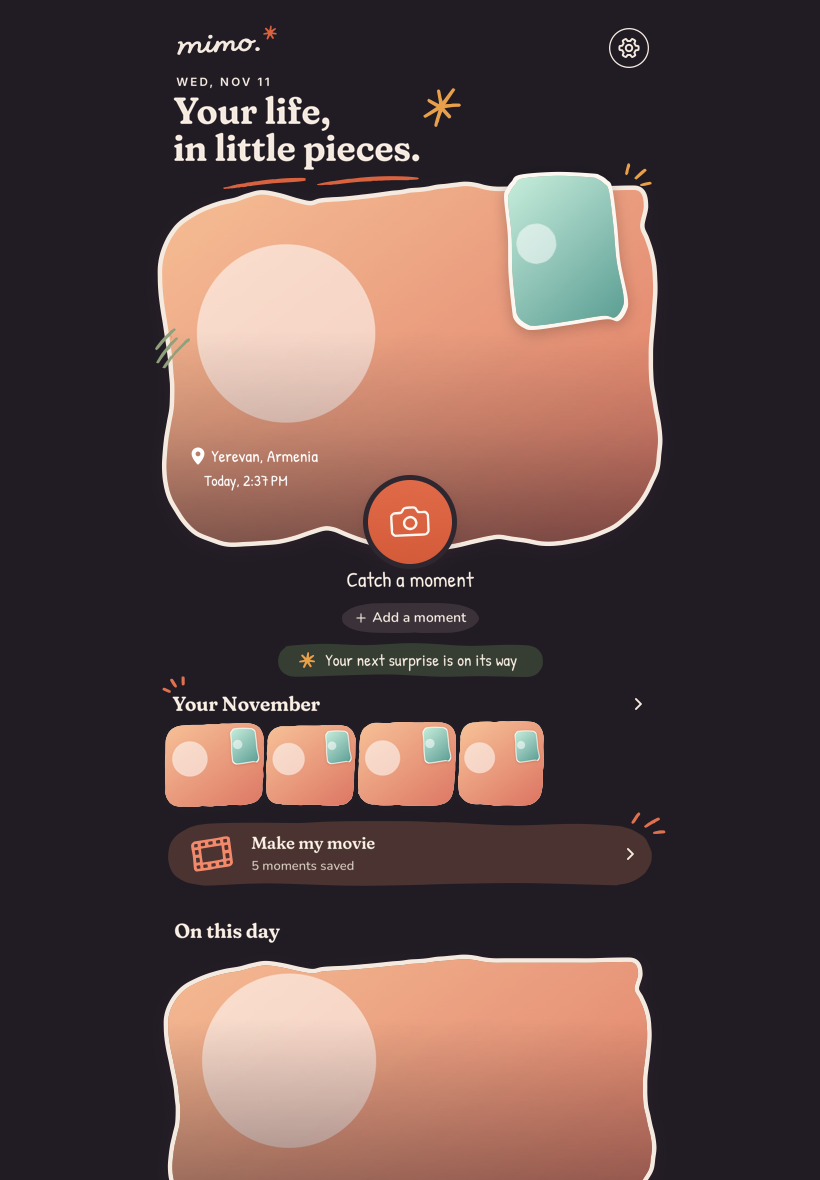 mimo.
WED, NOV 11
Your life,
in little pieces.
Yerevan, Armenia
Today, 2:37 PM
Catch a moment
+ Add a moment
Your next surprise is on its way
Your November
Make my movie
5 moments saved
On this day